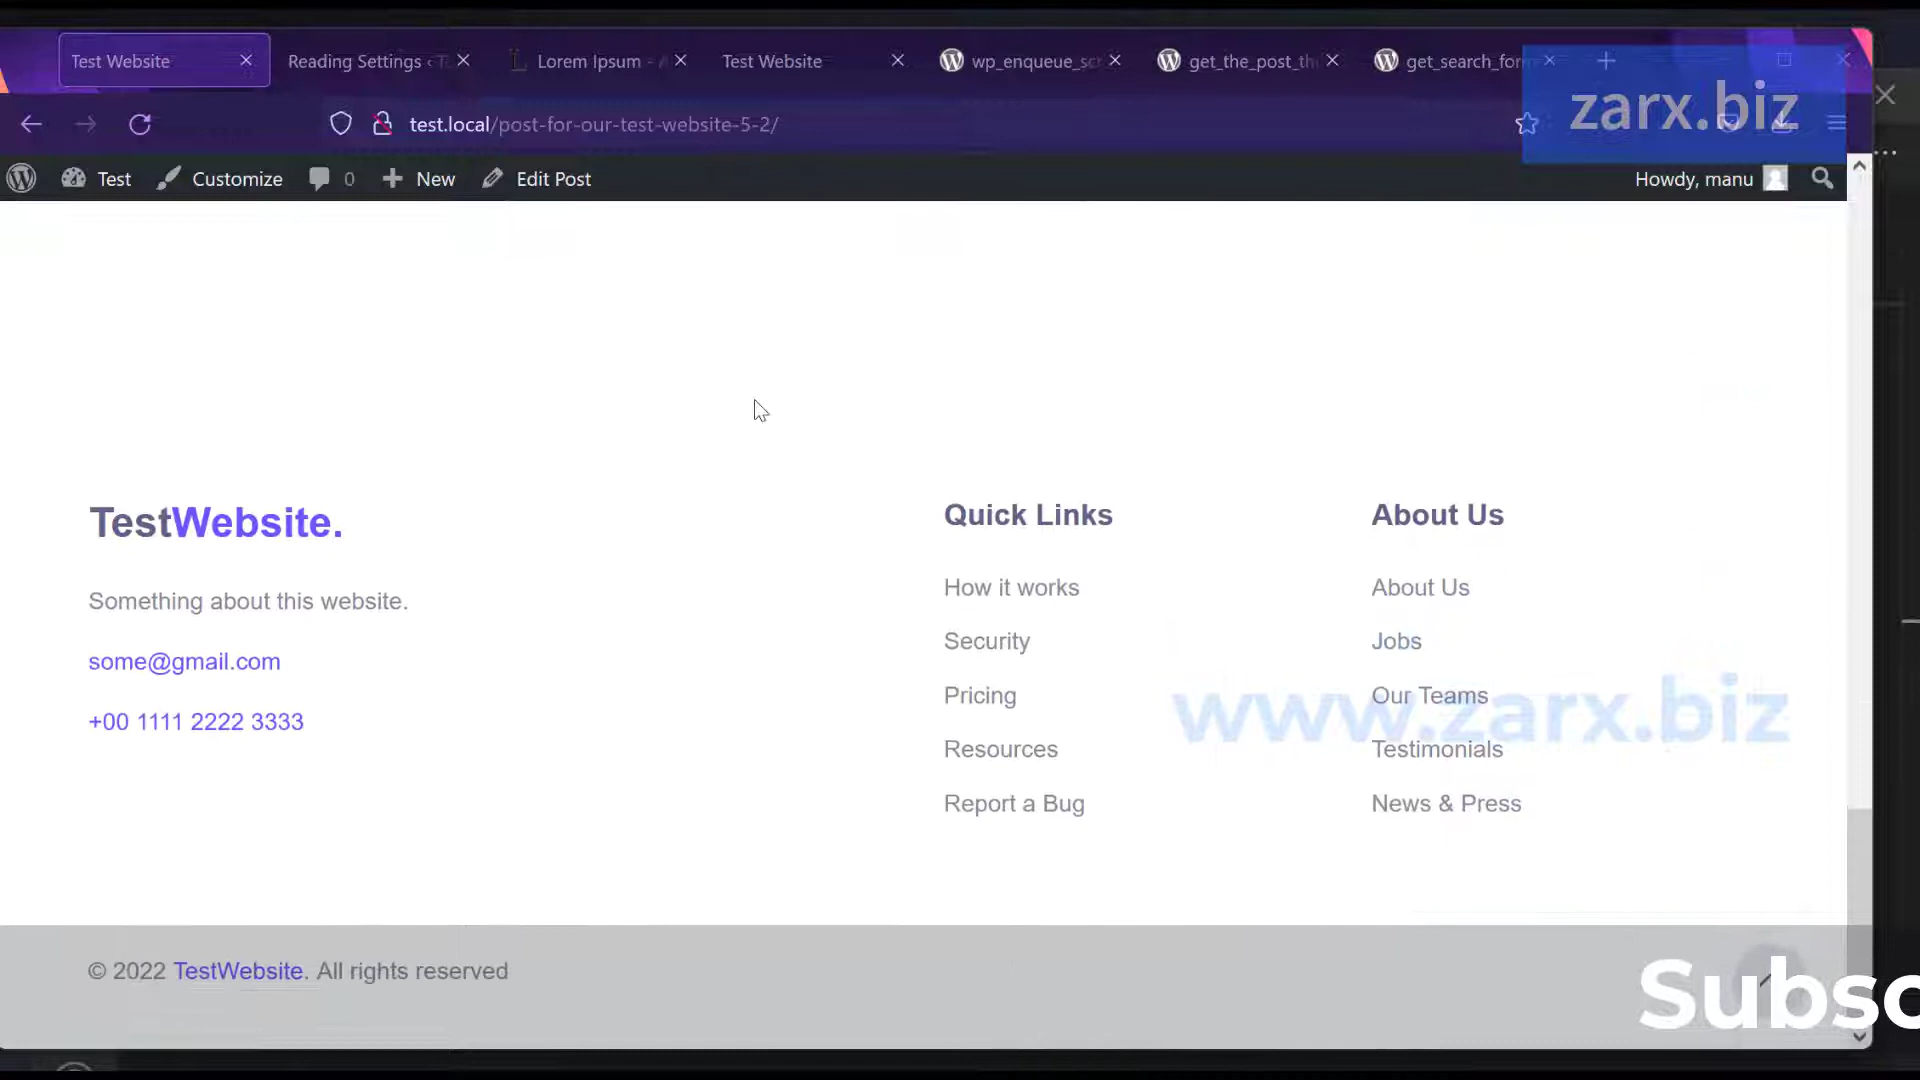 Test Website
Reading Settings ‹ T
Lorem Ipsum - A
Test Website
wp_enqueue_scr
get_the_post_th
get_search_form
zarx.biz
test.local/post-for-our-test-website-5-2/
Test
Customize
0
New
Edit Post
Howdy, manu
TestWebsite.
Something about this website.
some@gmail.com
+00 1111 2222 3333
Quick Links
How it works
Security
Pricing
Resources
Report a Bug
About Us
About Us
Jobs
Our Teams
Testimonials
News & Press
www.zarx.biz
© 2022 TestWebsite. All rights reserved
Subsc